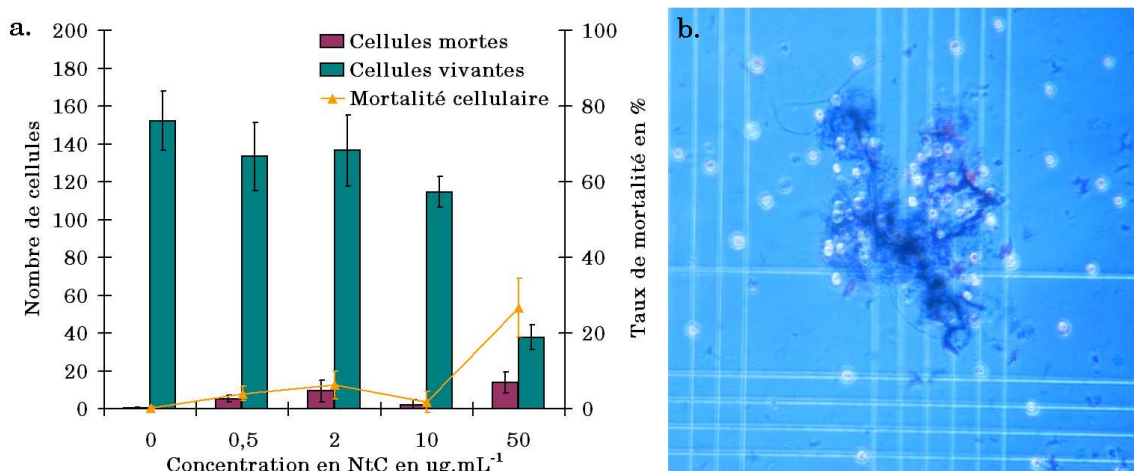 a.
200
180
160
140
120
100
80
60
40
20
0
Nombre de cellules
Cellules mortes
Cellules vivantes
Mortalité cellulaire
100
80
60
40
20
0
Taux de mortalité en %
0 0,5 2 10 50
Concentration en NtC en ug.mL⁻¹
b.